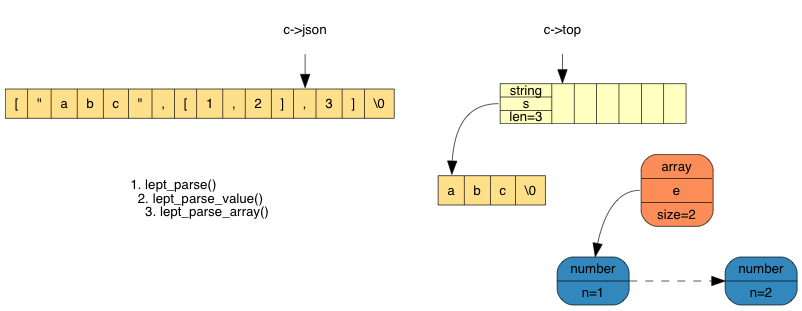 c->json
c->top
[ " a b c " , [ 1 , 2 ] , 3 ] \0
string
s
len=3
1. lept_parse()
2. lept_parse_value()
3. lept_parse_array()
a b c \0
array
e
size=2
number
n=1
number
n=2